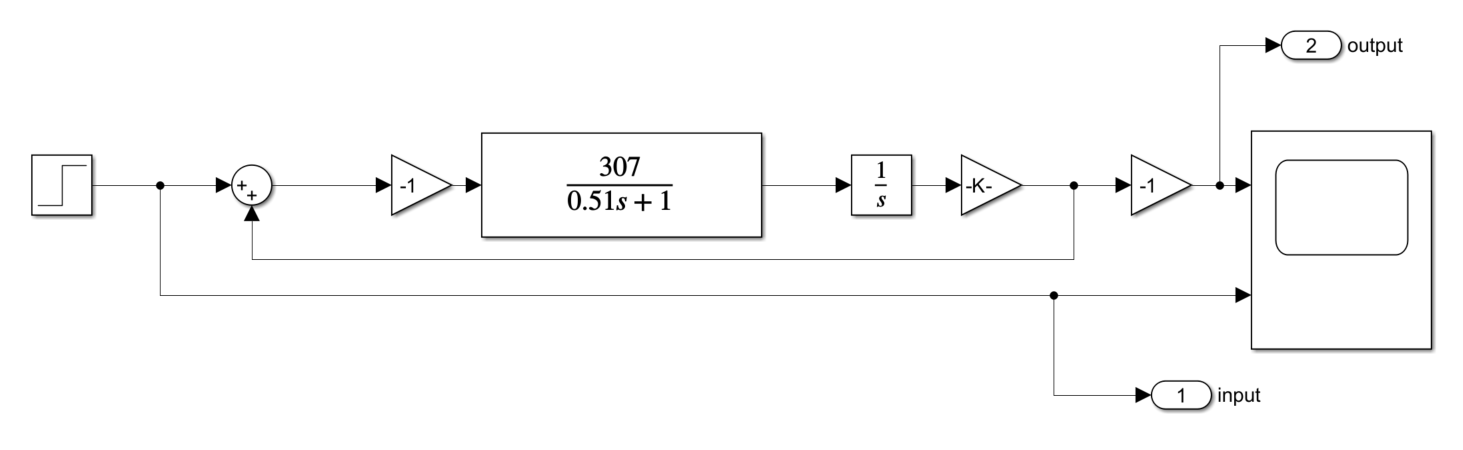 2 output
+
+
-1
307
0.51s + 1
1
s
-K-
-1
1 input